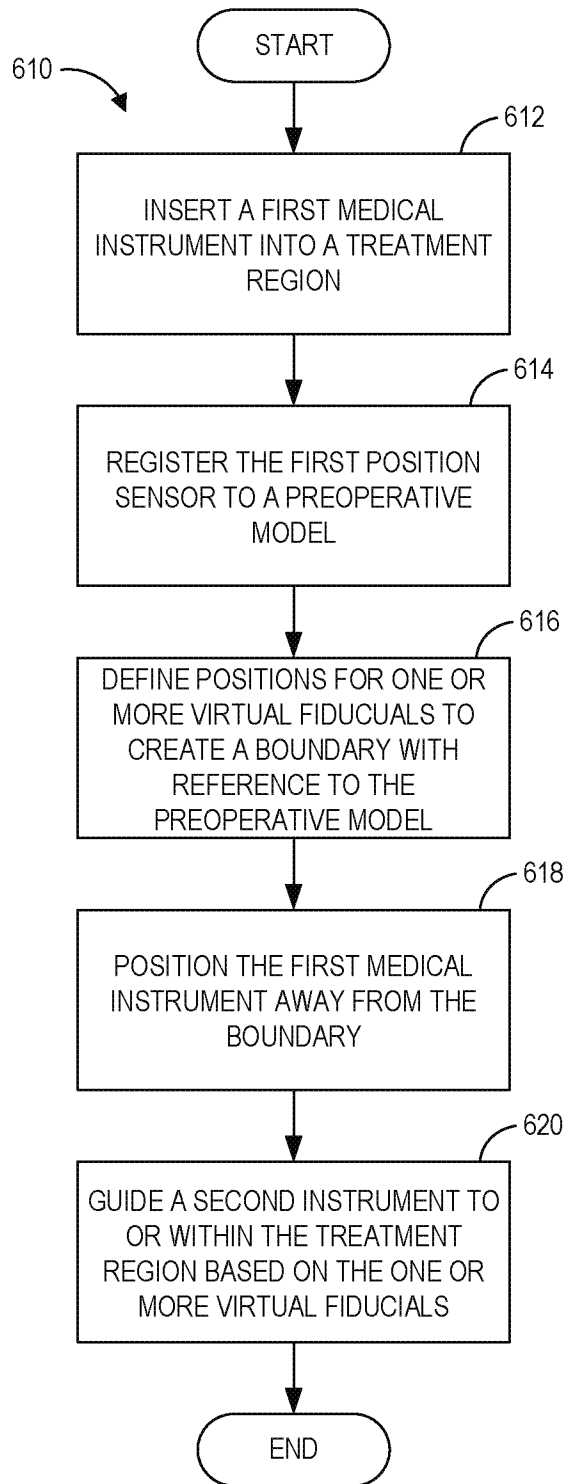 START
610
612
INSERT A FIRST MEDICAL
INSTRUMENT INTO A TREATMENT
REGION
614
REGISTER THE FIRST POSITION
SENSOR TO A PREOPERATIVE
MODEL
616
DEFINE POSITIONS FOR ONE OR
MORE VIRTUAL FIDUCUALS TO
CREATE A BOUNDARY WITH
REFERENCE TO THE
PREOPERATIVE MODEL
618
POSITION THE FIRST MEDICAL
INSTRUMENT AWAY FROM THE
BOUNDARY
620
GUIDE A SECOND INSTRUMENT TO
OR WITHIN THE TREATMENT
REGION BASED ON THE ONE OR
MORE VIRTUAL FIDUCIALS
END